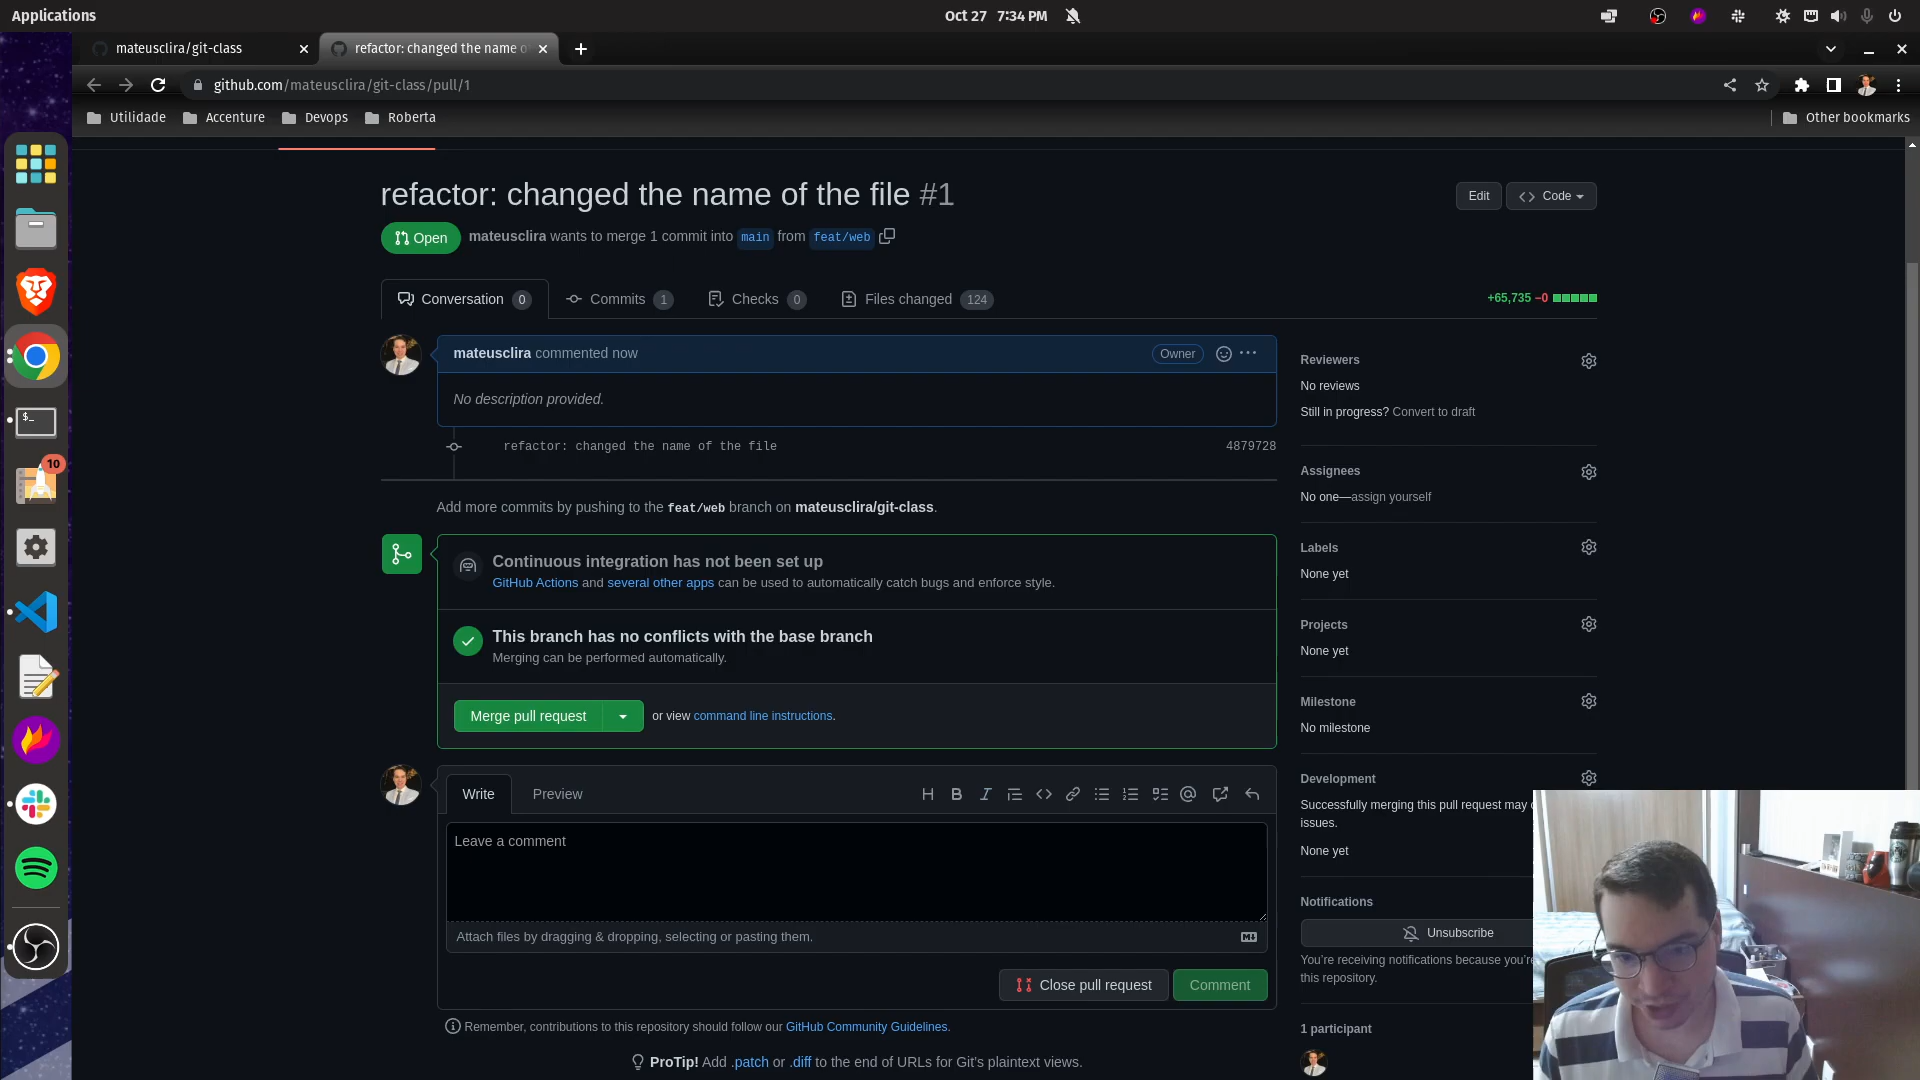 Applications
Oct 27 7:34 PM
mateusclira/git-class
refactor: changed the name o
github.com/mateusclira/git-class/pull/1
Utilidade
Accenture
Devops
Roberta
Other bookmarks
refactor: changed the name of the file #1
Edit
Code
Open
mateusclira wants to merge 1 commit into main from feat/web
Conversation 0
Commits 1
Checks 0
Files changed 124
+65,735 −0
mateusclira commented now
Owner
No description provided.
refactor: changed the name of the file
4879728
Add more commits by pushing to the feat/web branch on mateusclira/git-class.
Continuous integration has not been set up
GitHub Actions and several other apps can be used to automatically catch bugs and enforce style.
This branch has no conflicts with the base branch
Merging can be performed automatically.
Merge pull request
or view command line instructions.
Write
Preview
Leave a comment
Attach files by dragging & dropping, selecting or pasting them.
Close pull request
Comment
Remember, contributions to this repository should follow our GitHub Community Guidelines.
ProTip! Add .patch or .diff to the end of URLs for Git's plaintext views.
Reviewers
No reviews
Still in progress? Convert to draft
Assignees
No one—assign yourself
Labels
None yet
Projects
None yet
Milestone
No milestone
Development
Successfully merging this pull request may
issues.
None yet
Notifications
Unsubscribe
You're receiving notifications because you're
this repository.
1 participant
10
$_